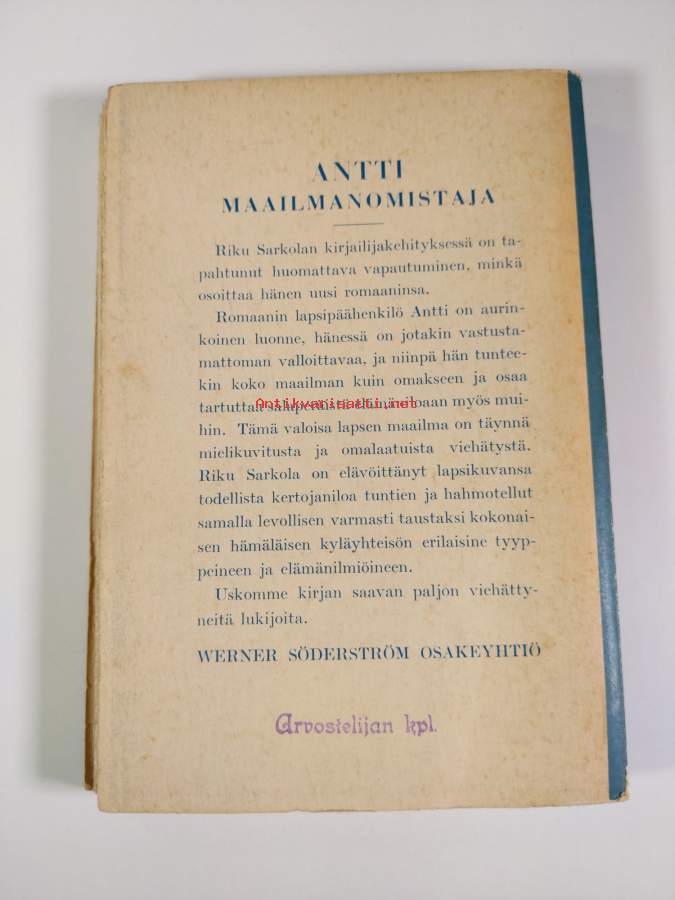 ANTTI
MAAILMANOMISTAJA
Riku Sarkolan kirjailijakehityksessä on ta-
pahtunut huomattava vapautuminen, minkä
osoittaa hänen uusi romaaninsa.
Romaanin lapsipäähenkilö Antti on aurin-
koinen luonne, hänessä on jotakin vastusta-
mattoman valloittavaa, ja niinpä hän tuntee-
kin koko maailman kuin omakseen ja osaa
tartuttaa
Antikvariaatti.net
myös mui-
hin. Tämä valoisa lapsen maailma on täynnä
mielikuvitusta ja omalaatuista viehätystä.
Riku Sarkola on elävöittänyt lapsikuvansa
todellista kertojaniloa tuntien ja hahmotellut
samalla levollisen varmasti taustaksi kokonai-
sen hämäläisen kyläyhteisön erilaisine tyyp-
peineen ja elämänilmiöineen.
Uskomme kirjan saavan paljon viehätty-
neitä lukijoita.
WERNER SÖDERSTRÖM OSAKEYHTIÖ
Arvostelijan kpl.